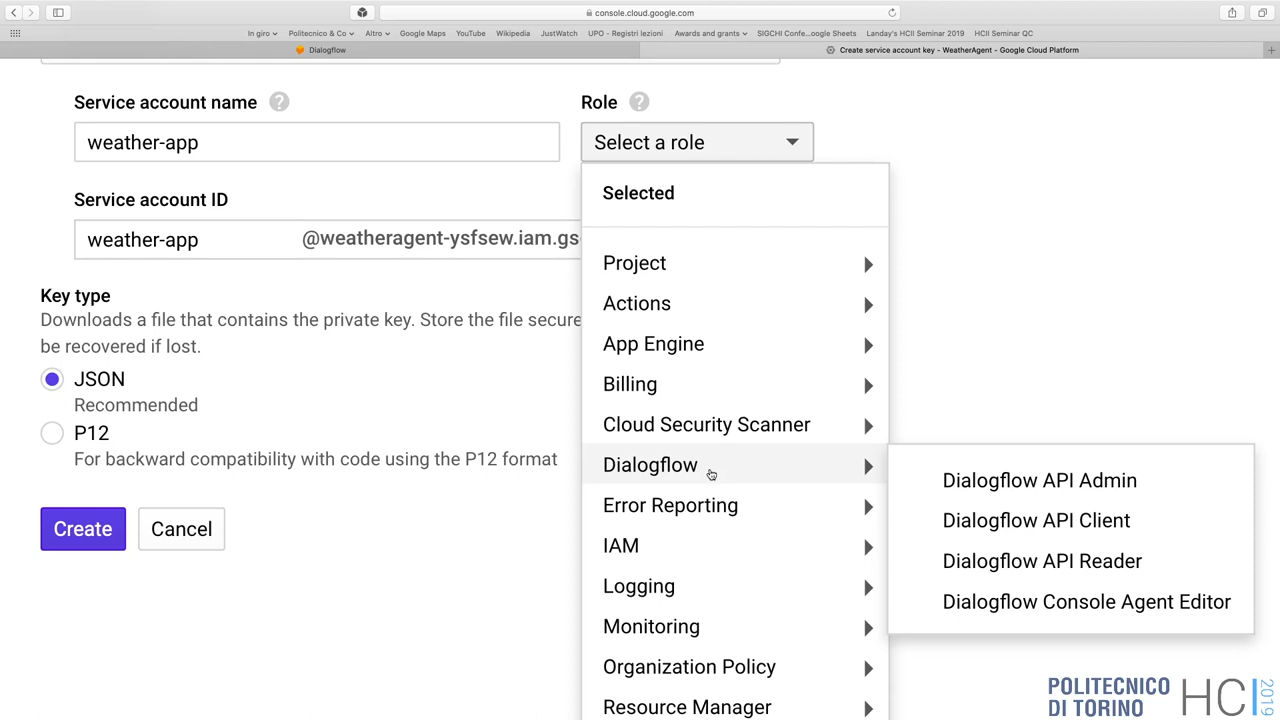 console.cloud.google.com
In giro
Politecnico & Co
Altro
Google Maps
YouTube
Wikipedia
JustWatch
UPO - Registri lezioni
Awards and grants
SIGCHI Confe...oogle Sheets
Landay's HCII Seminar 2019
HCII Seminar QC
Dialogflow
Create service account key - WeatherAgent - Google Cloud Platform
Service account name ?
Role ?
weather-app
Select a role
Selected
Service account ID
weather-app @weatheragent-ysfsew.iam.gs
Project
Actions
App Engine
Billing
Cloud Security Scanner
Dialogflow
Error Reporting
IAM
Logging
Monitoring
Organization Policy
Resource Manager
Dialogflow API Admin
Dialogflow API Client
Dialogflow API Reader
Dialogflow Console Agent Editor
Key type
Downloads a file that contains the private key. Store the file secure
be recovered if lost.
JSON
Recommended
P12
For backward compatibility with code using the P12 format
Create
Cancel
POLITECNICO
DI TORINO
HCI
2019